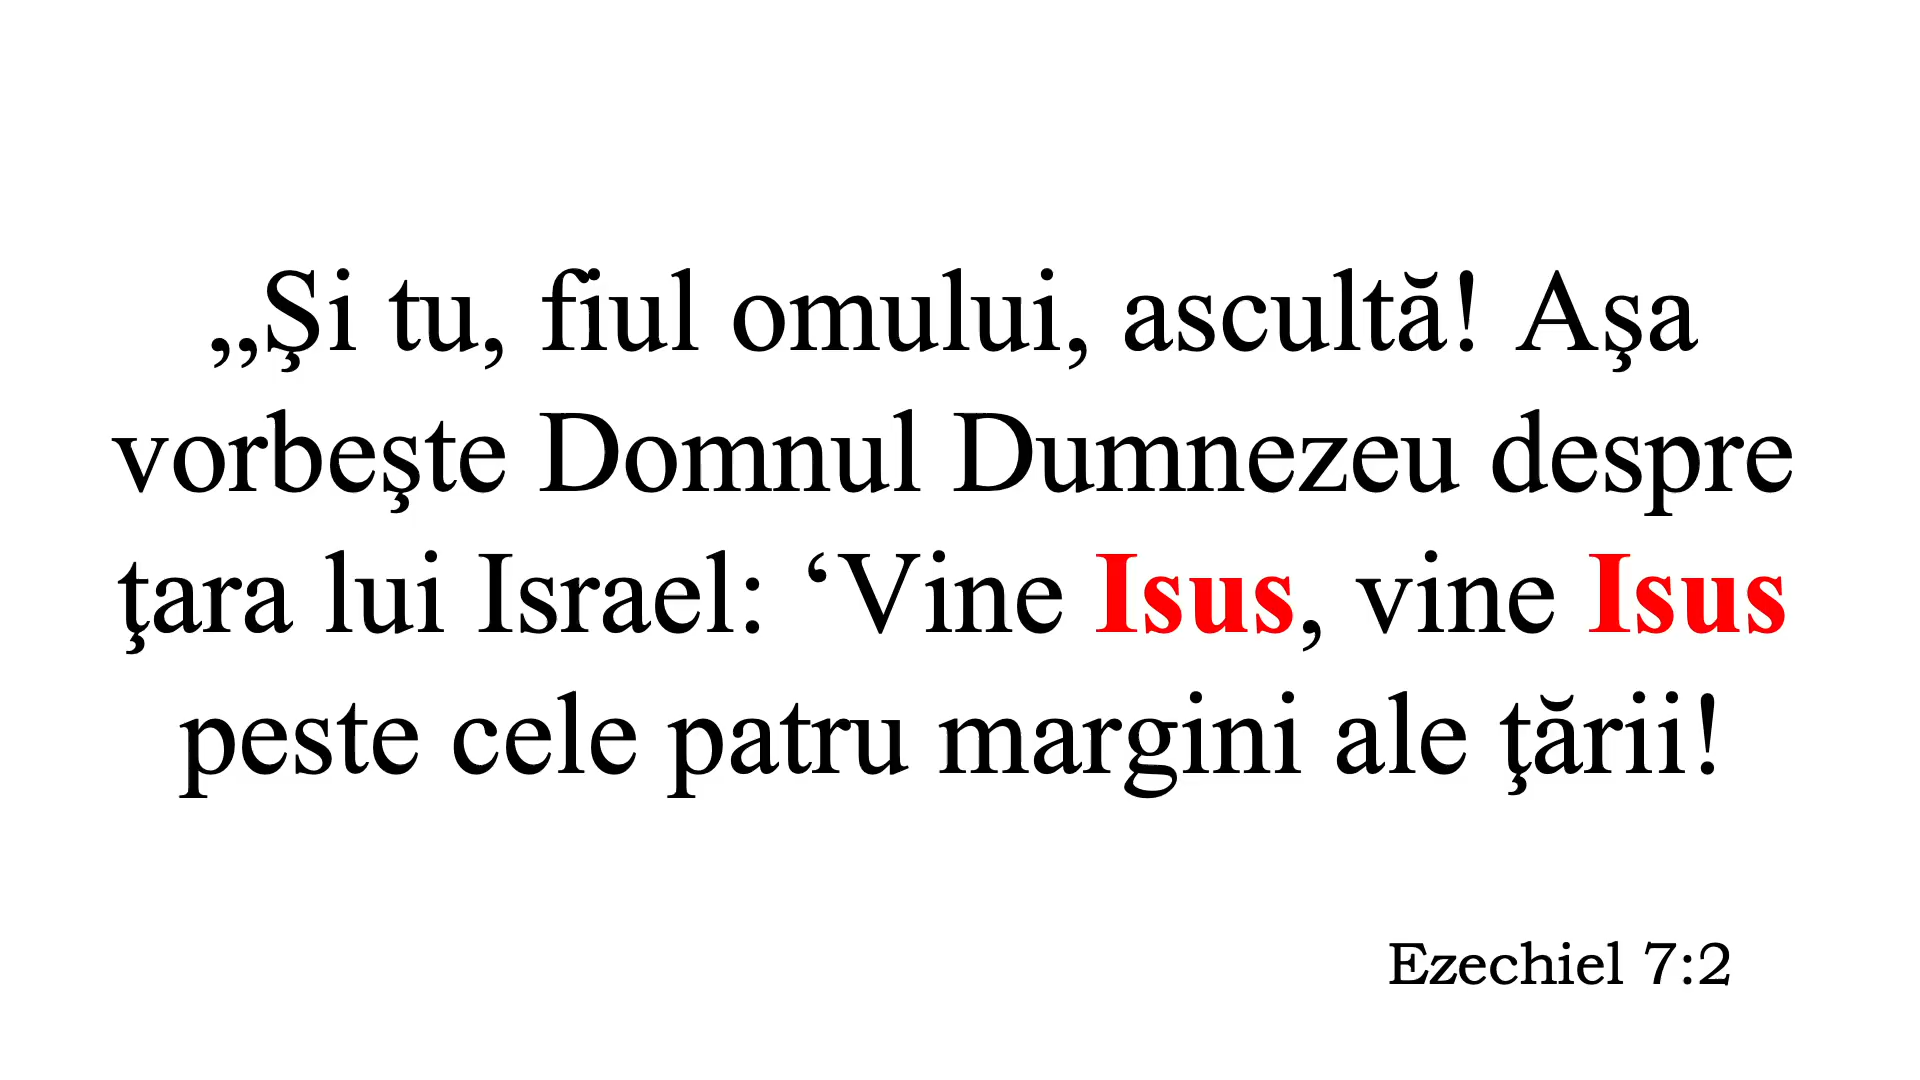 „Şi tu, fiul omului, ascultă! Aşa
vorbeşte Domnul Dumnezeu despre
ţara lui Israel: ‘Vine Isus, vine Isus
peste cele patru margini ale ţării!
Ezechiel 7:2